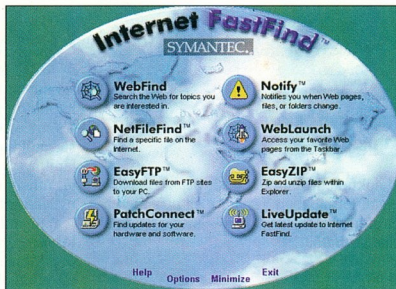 Internet FastFind™
SYMANTEC.
WebFind
Search the Web for topics you
are interested in.
Notify™
Notifies you when Web pages,
files, or folders change.
NetFileFind™
Find a specific file on the
Internet.
WebLaunch
Access your favorite Web
pages from the Taskbar.
EasyFTP™
Download files from FTP sites
to your PC.
EasyZIP™
Zip and unzip files within
Explorer.
PatchConnect™
Find updates for your
hardware and software.
LiveUpdate™
Get latest update to Internet
FastFind.
Help
Options
Minimize
Exit